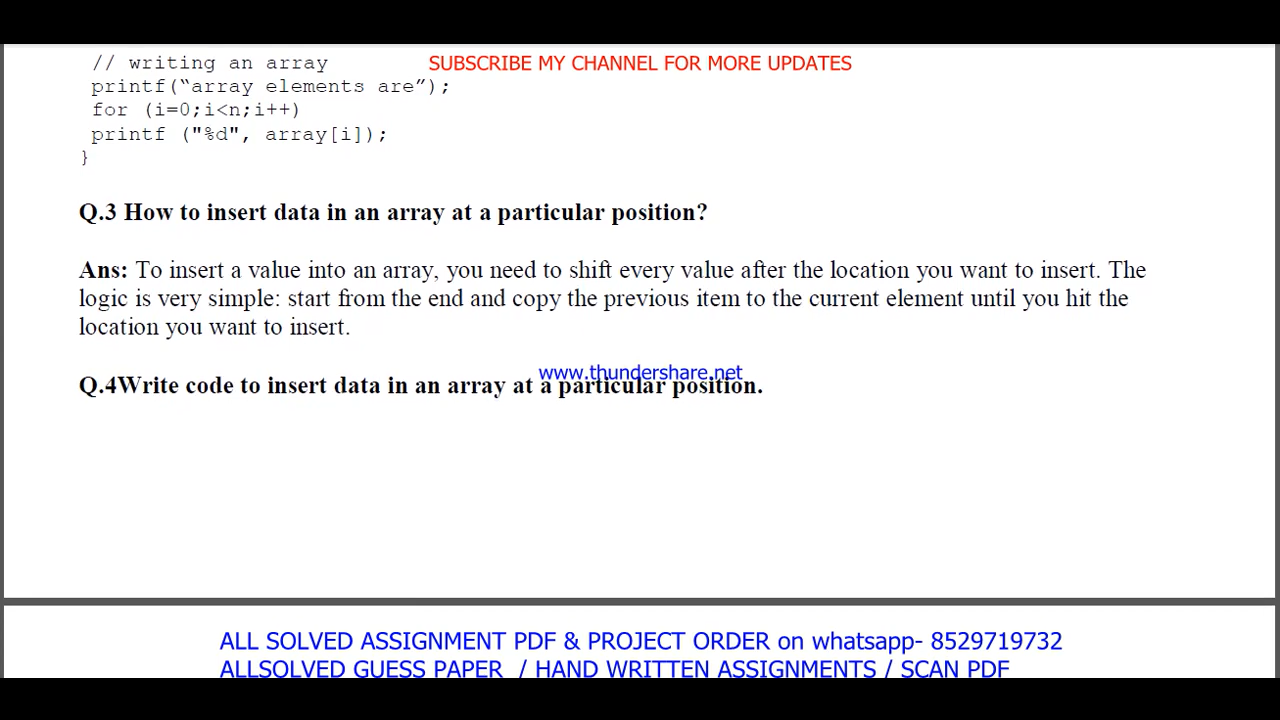 // writing an array
SUBSCRIBE MY CHANNEL FOR MORE UPDATES
printf(“array elements are”);
for (i=0;i<n;i++)
printf ("%d", array[i]);
}
Q.3 How to insert data in an array at a particular position?
Ans: To insert a value into an array, you need to shift every value after the location you want to insert. The
logic is very simple: start from the end and copy the previous item to the current element until you hit the
location you want to insert.
www.thundershare.net
Q.4Write code to insert data in an array at a particular position.
ALL SOLVED ASSIGNMENT PDF & PROJECT ORDER on whatsapp- 8529719732
ALLSOLVED GUESS PAPER / HAND WRITTEN ASSIGNMENTS / SCAN PDF